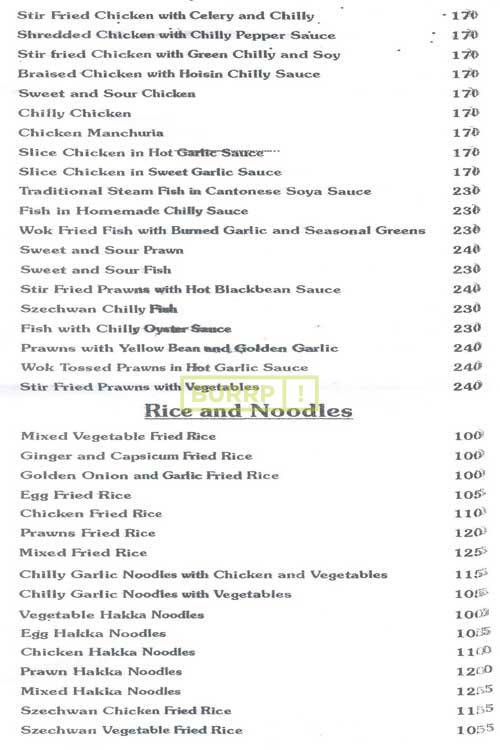 Stir Fried Chicken with Celery and Chilly 170
Shredded Chicken with Chilly Pepper Sauce 170
Stir fried Chicken with Green Chilly and Soy 170
Braised Chicken with Hoisin Chilly Sauce 170
Sweet and Sour Chicken 170
Chilly Chicken 170
Chicken Manchuria 170
Slice Chicken in Hot Garlic Sauce 170
Slice Chicken in Sweet Garlic Sauce 170
Traditional Steam Fish in Cantonese Soya Sauce 230
Fish in Homemade Chilly Sauce 230
Wok Fried Fish with Burned Garlic and Seasonal Greens 230
Sweet and Sour Prawn 240
Sweet and Sour Fish 230
Stir Fried Prawns with Hot Blackbean Sauce 240
Szechwan Chilly Fish 230
Fish with Chilly Oyster Sauce 230
Prawns with Yellow Bean and Golden Garlic 240
Wok Tossed Prawns in Hot Garlic Sauce 240
Stir Fried Prawns with Vegetables 240
BURRP!
Rice and Noodles
Mixed Vegetable Fried Rice 100
Ginger and Capsicum Fried Rice 100
Golden Onion and Garlic Fried Rice 100
Egg Fried Rice 105
Chicken Fried Rice 110
Prawns Fried Rice 120
Mixed Fried Rice 125
Chilly Garlic Noodles with Chicken and Vegetables 115
Chilly Garlic Noodles with Vegetables 105
Vegetable Hakka Noodles 100
Egg Hakka Noodles 105
Chicken Hakka Noodles 110
Prawn Hakka Noodles 120
Mixed Hakka Noodles 125
Szechwan Chicken Fried Rice 115
Szechwan Vegetable Fried Rice 105